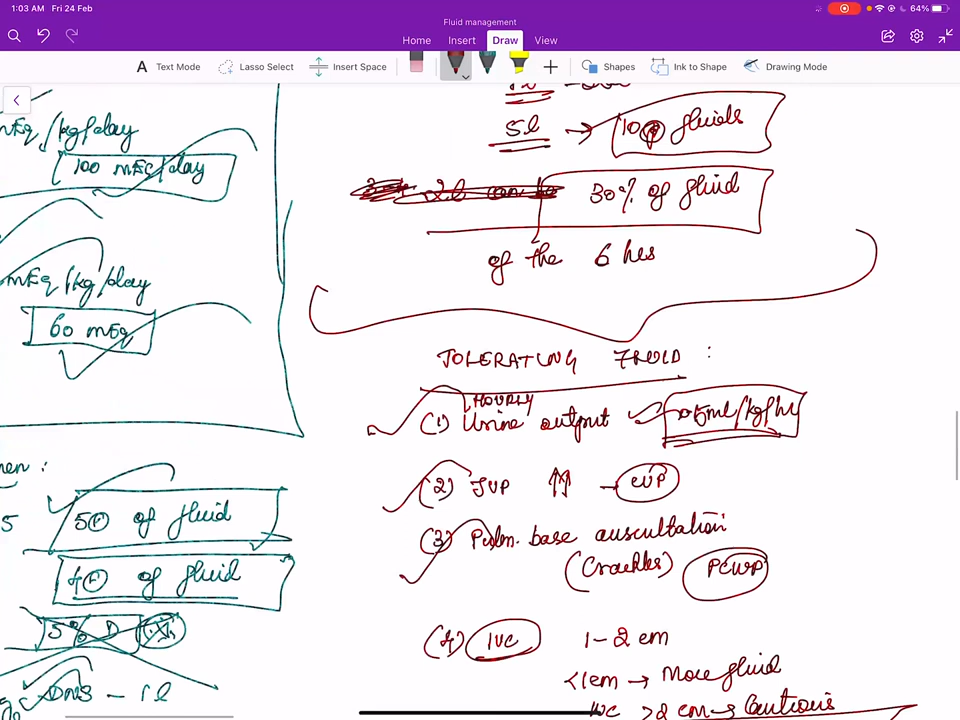 1:03 AM Fri 24 Feb
64%
Fluid management
Home Insert Draw View
Text Mode Lasso Select Insert Space Shapes Ink to Shape Drawing Mode
mEq/kg/day
100 mEq/day
mEq/kg/day
60 mEq
5l → 10 fluids
30% of fluid
of the 6 hrs
TOLERATING FLUID :
HOURLY
(1) Urine output 0.5ml/kg/hr
(2) JVP ↑↑ – CVP
(3) Pulm. base auscultation
(Crackles) PCWP
(4) IVC 1-2 cm
<1cm → More fluid
IVC >2cm → Cautious
men :
5
5 of fluid
4 of fluid
5% D
DNS – 1l